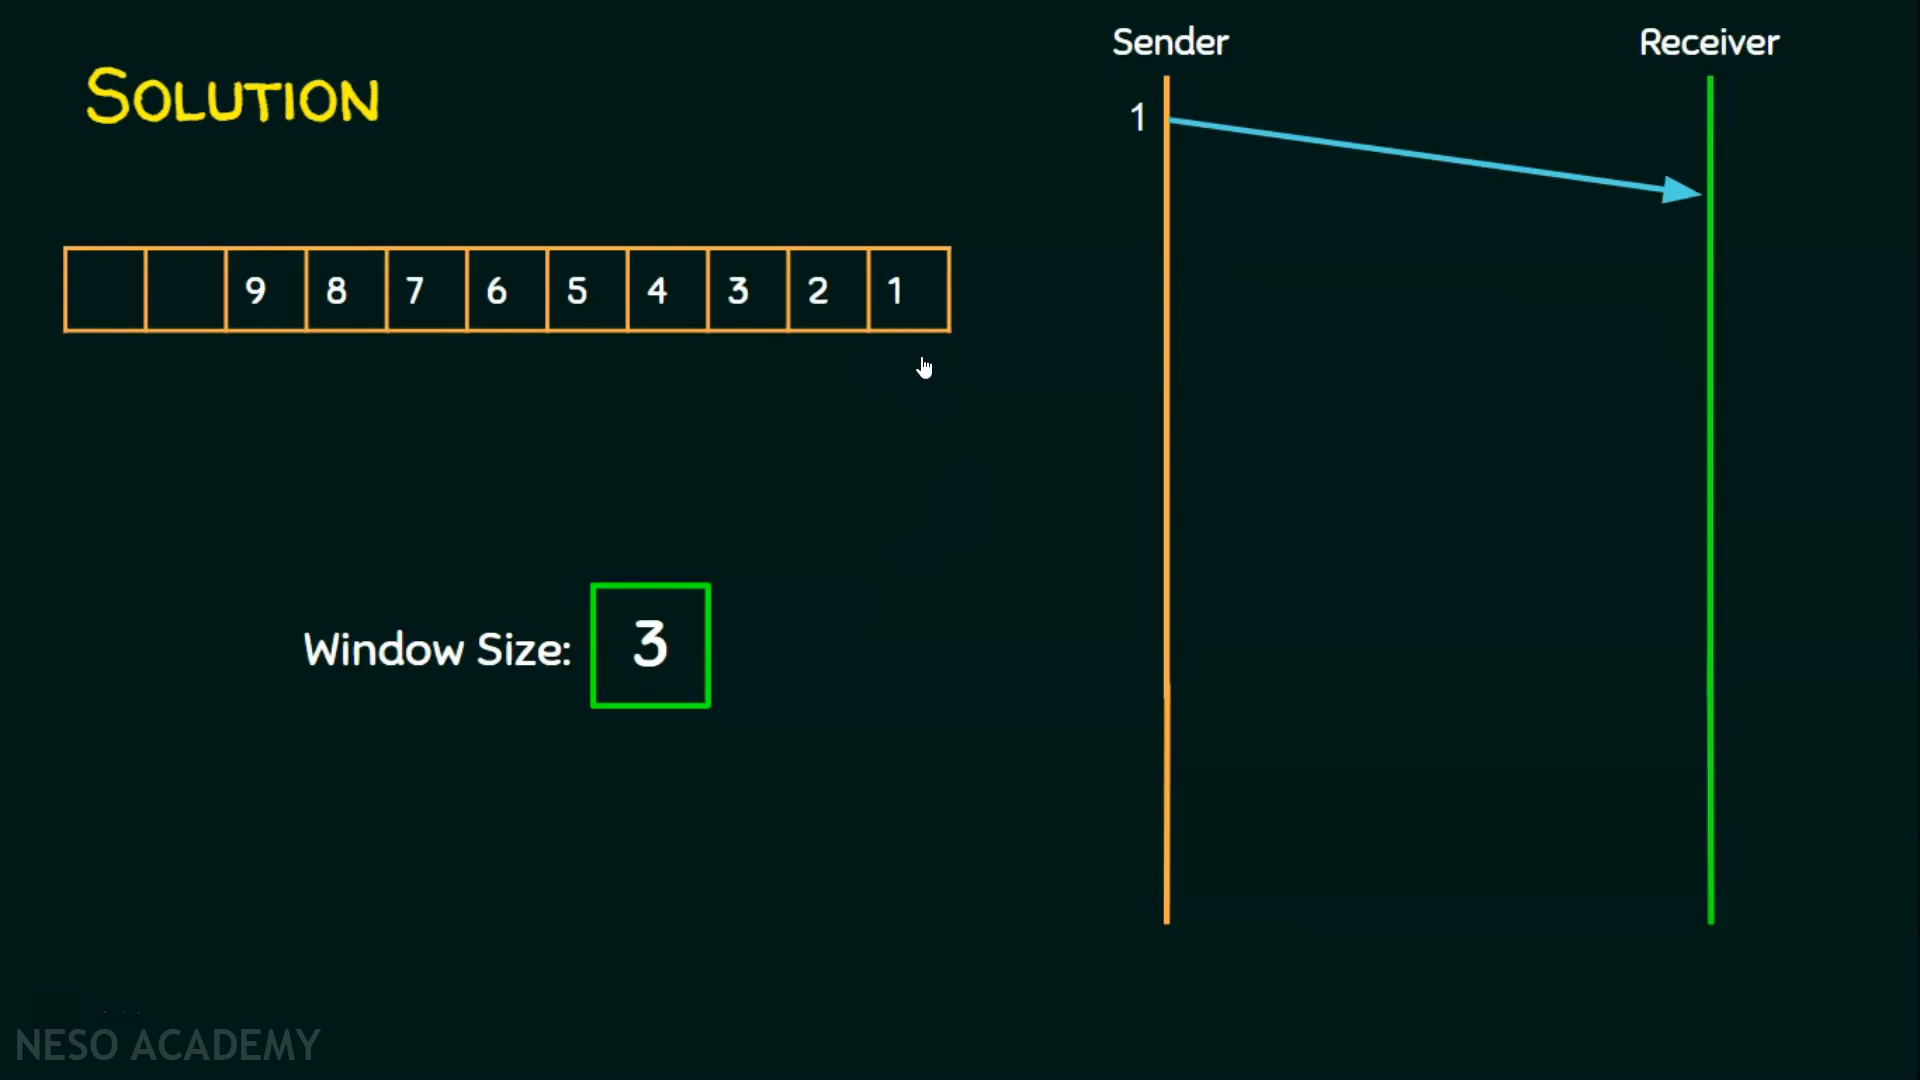 Sender Receiver
SOLUTION
1
9 8 7 6 5 4 3 2 1
Window Size: 3
NESO ACADEMY